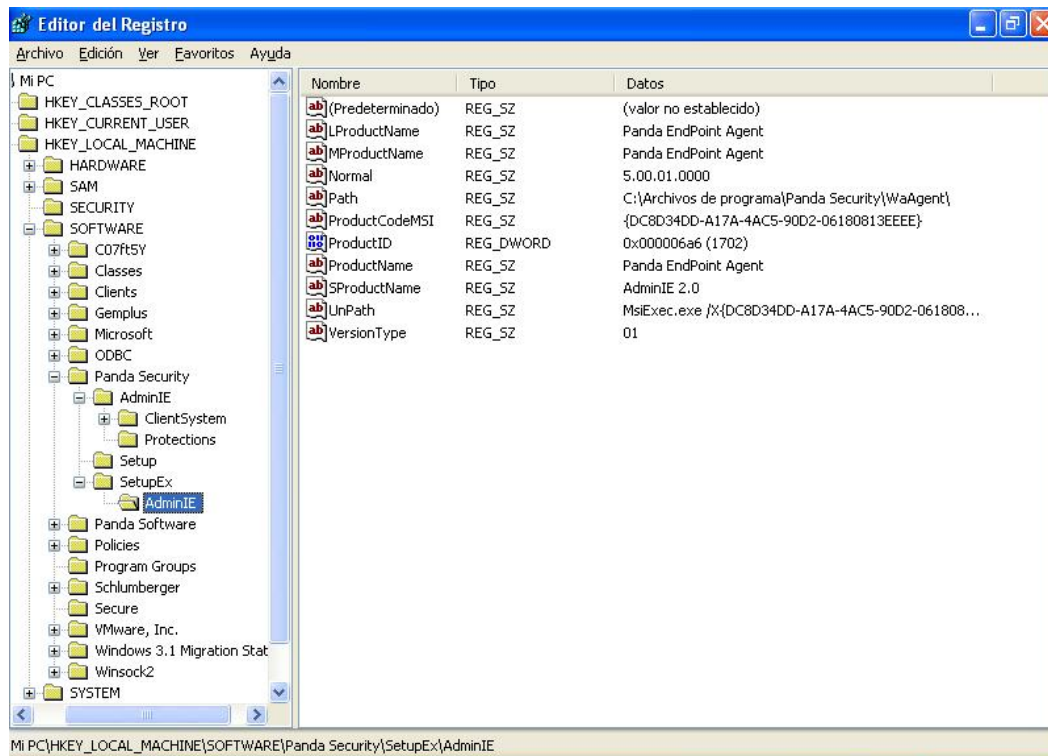 Editor del Registro
Archivo Edición Ver Favoritos Ayuda
Mi PC
HKEY_CLASSES_ROOT
HKEY_CURRENT_USER
HKEY_LOCAL_MACHINE
HARDWARE
SAM
SECURITY
SOFTWARE
C07ft5Y
Classes
Clients
Gemplus
Microsoft
ODBC
Panda Security
AdminIE
ClientSystem
Protections
Setup
SetupEx
AdminIE
Panda Software
Policies
Program Groups
Schlumberger
Secure
VMware, Inc.
Windows 3.1 Migration Stat
Winsock2
SYSTEM
Nombre Tipo Datos
(Predeterminado) REG_SZ (valor no establecido)
LProductName REG_SZ Panda EndPoint Agent
MProductName REG_SZ Panda EndPoint Agent
Normal REG_SZ 5.00.01.0000
Path REG_SZ C:\Archivos de programa\Panda Security\WaAgent\
ProductCodeMSI REG_SZ {DC8D34DD-A17A-4AC5-90D2-06180813EEEE}
ProductID REG_DWORD 0x000006a6 (1702)
ProductName REG_SZ Panda EndPoint Agent
SProductName REG_SZ AdminIE 2.0
UnPath REG_SZ MsiExec.exe /X{DC8D34DD-A17A-4AC5-90D2-061808...
VersionType REG_SZ 01
Mi PC\HKEY_LOCAL_MACHINE\SOFTWARE\Panda Security\SetupEx\AdminIE